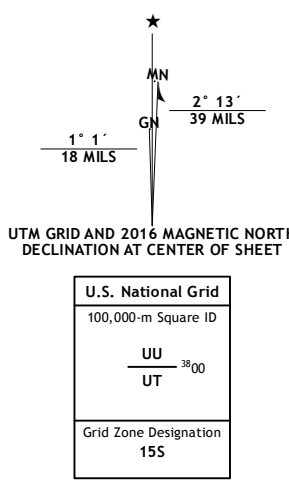 MN
2° 13´
39 MILS
GN
1° 1´
18 MILS
UTM GRID AND 2016 MAGNETIC NORTH
DECLINATION AT CENTER OF SHEET
U.S. National Grid
100,000-m Square ID
UU
3800
UT
Grid Zone Designation
15S